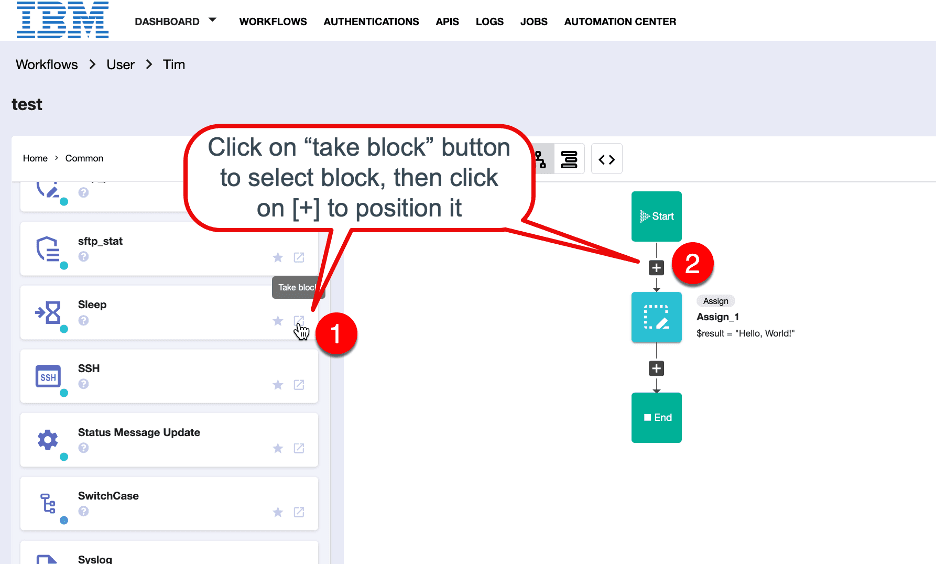 IBM
DASHBOARD WORKFLOWS AUTHENTICATIONS APIS LOGS JOBS AUTOMATION CENTER
Workflows > User > Tim
test
Home > Common
Click on “take block” button
to select block, then click
on [+] to position it
Start
sftp_stat
?
+
2
Take block
Sleep
?
1
Assign
Assign_1
$result = "Hello, World!"
SSH
SSH
?
+
End
Status Message Update
?
SwitchCase
?
Syslog